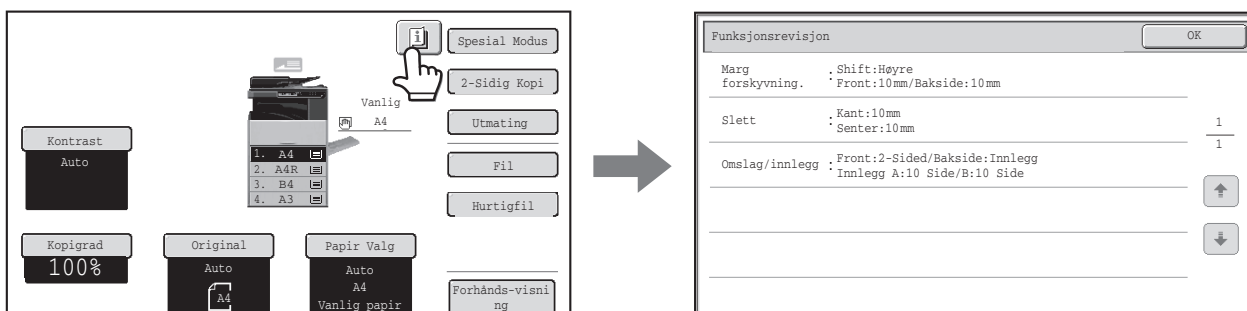 Spesial Modus
2-Sidig Kopi
Vanlig
A4
Utmating
Kontrast
Auto
1. A4
2. A4R
3. B4
4. A3
Fil
Hurtigfil
Kopigrad
100%
Original
Auto
A4
Papir Valg
Auto
A4
Vanlig papir
Forhånds-visni
ng
Funksjonsrevisjon
OK
Marg
forskyvning.
: Shift:Høyre
Front:10mm/Bakside:10mm
Slett
: Kant:10mm
Senter:10mm
Omslag/innlegg
: Front:2-Sided/Bakside:Innlegg
Innlegg A:10 Side/B:10 Side
1
1